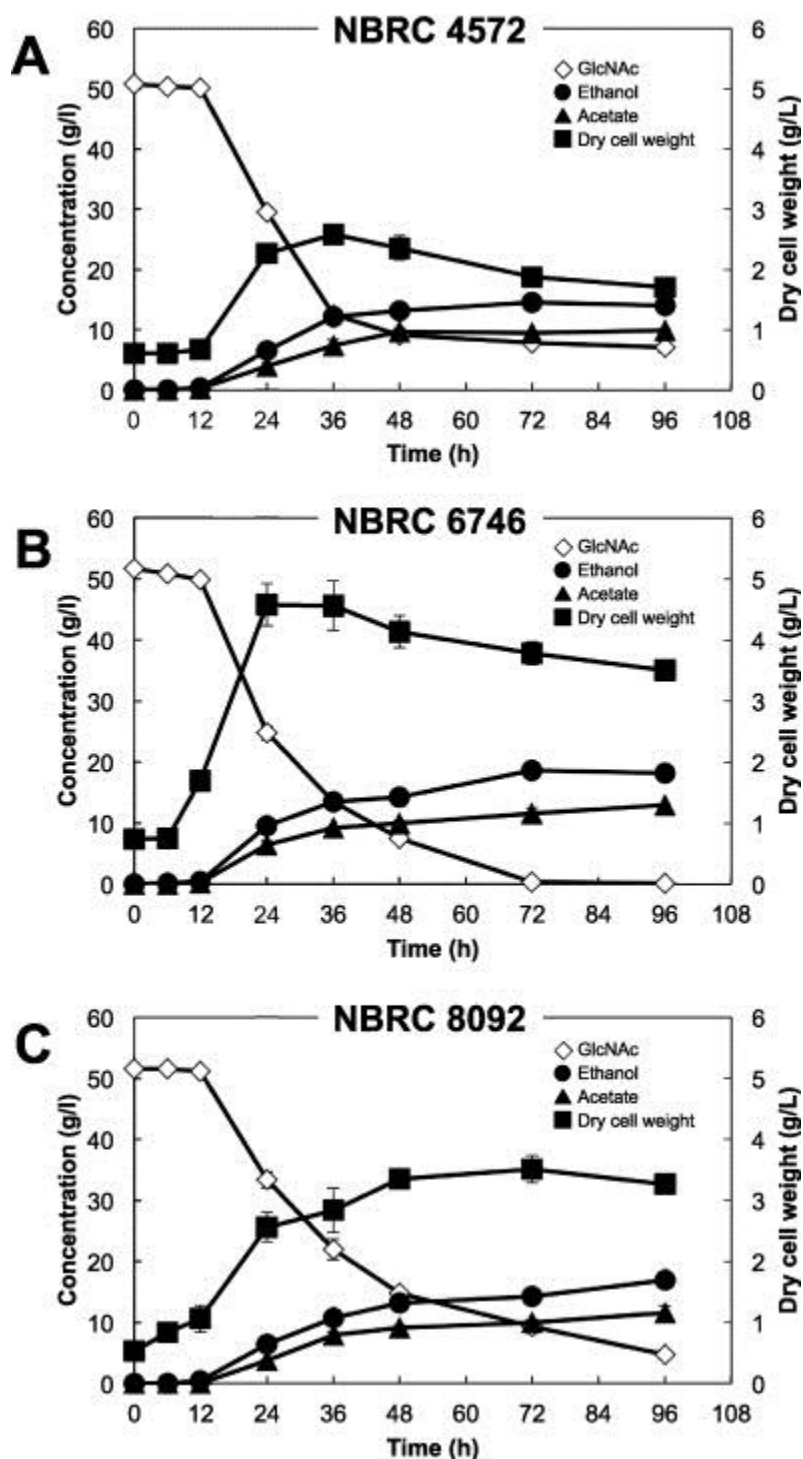 A
NBRC 4572
Concentration (g/l)
Dry cell weight (g/L)
GlcNAc
Ethanol
Acetate
Dry cell weight
60
50
40
30
20
10
0
6
5
4
3
2
1
0
0 12 24 36 48 60 72 84 96 108
Time (h)
B
NBRC 6746
Concentration (g/l)
Dry cell weight (g/L)
GlcNAc
Ethanol
Acetate
Dry cell weight
60
50
40
30
20
10
0
6
5
4
3
2
1
0
0 12 24 36 48 60 72 84 96 108
Time (h)
C
NBRC 8092
Concentration (g/l)
Dry cell weight (g/L)
GlcNAc
Ethanol
Acetate
Dry cell weight
60
50
40
30
20
10
0
6
5
4
3
2
1
0
0 12 24 36 48 60 72 84 96 108
Time (h)